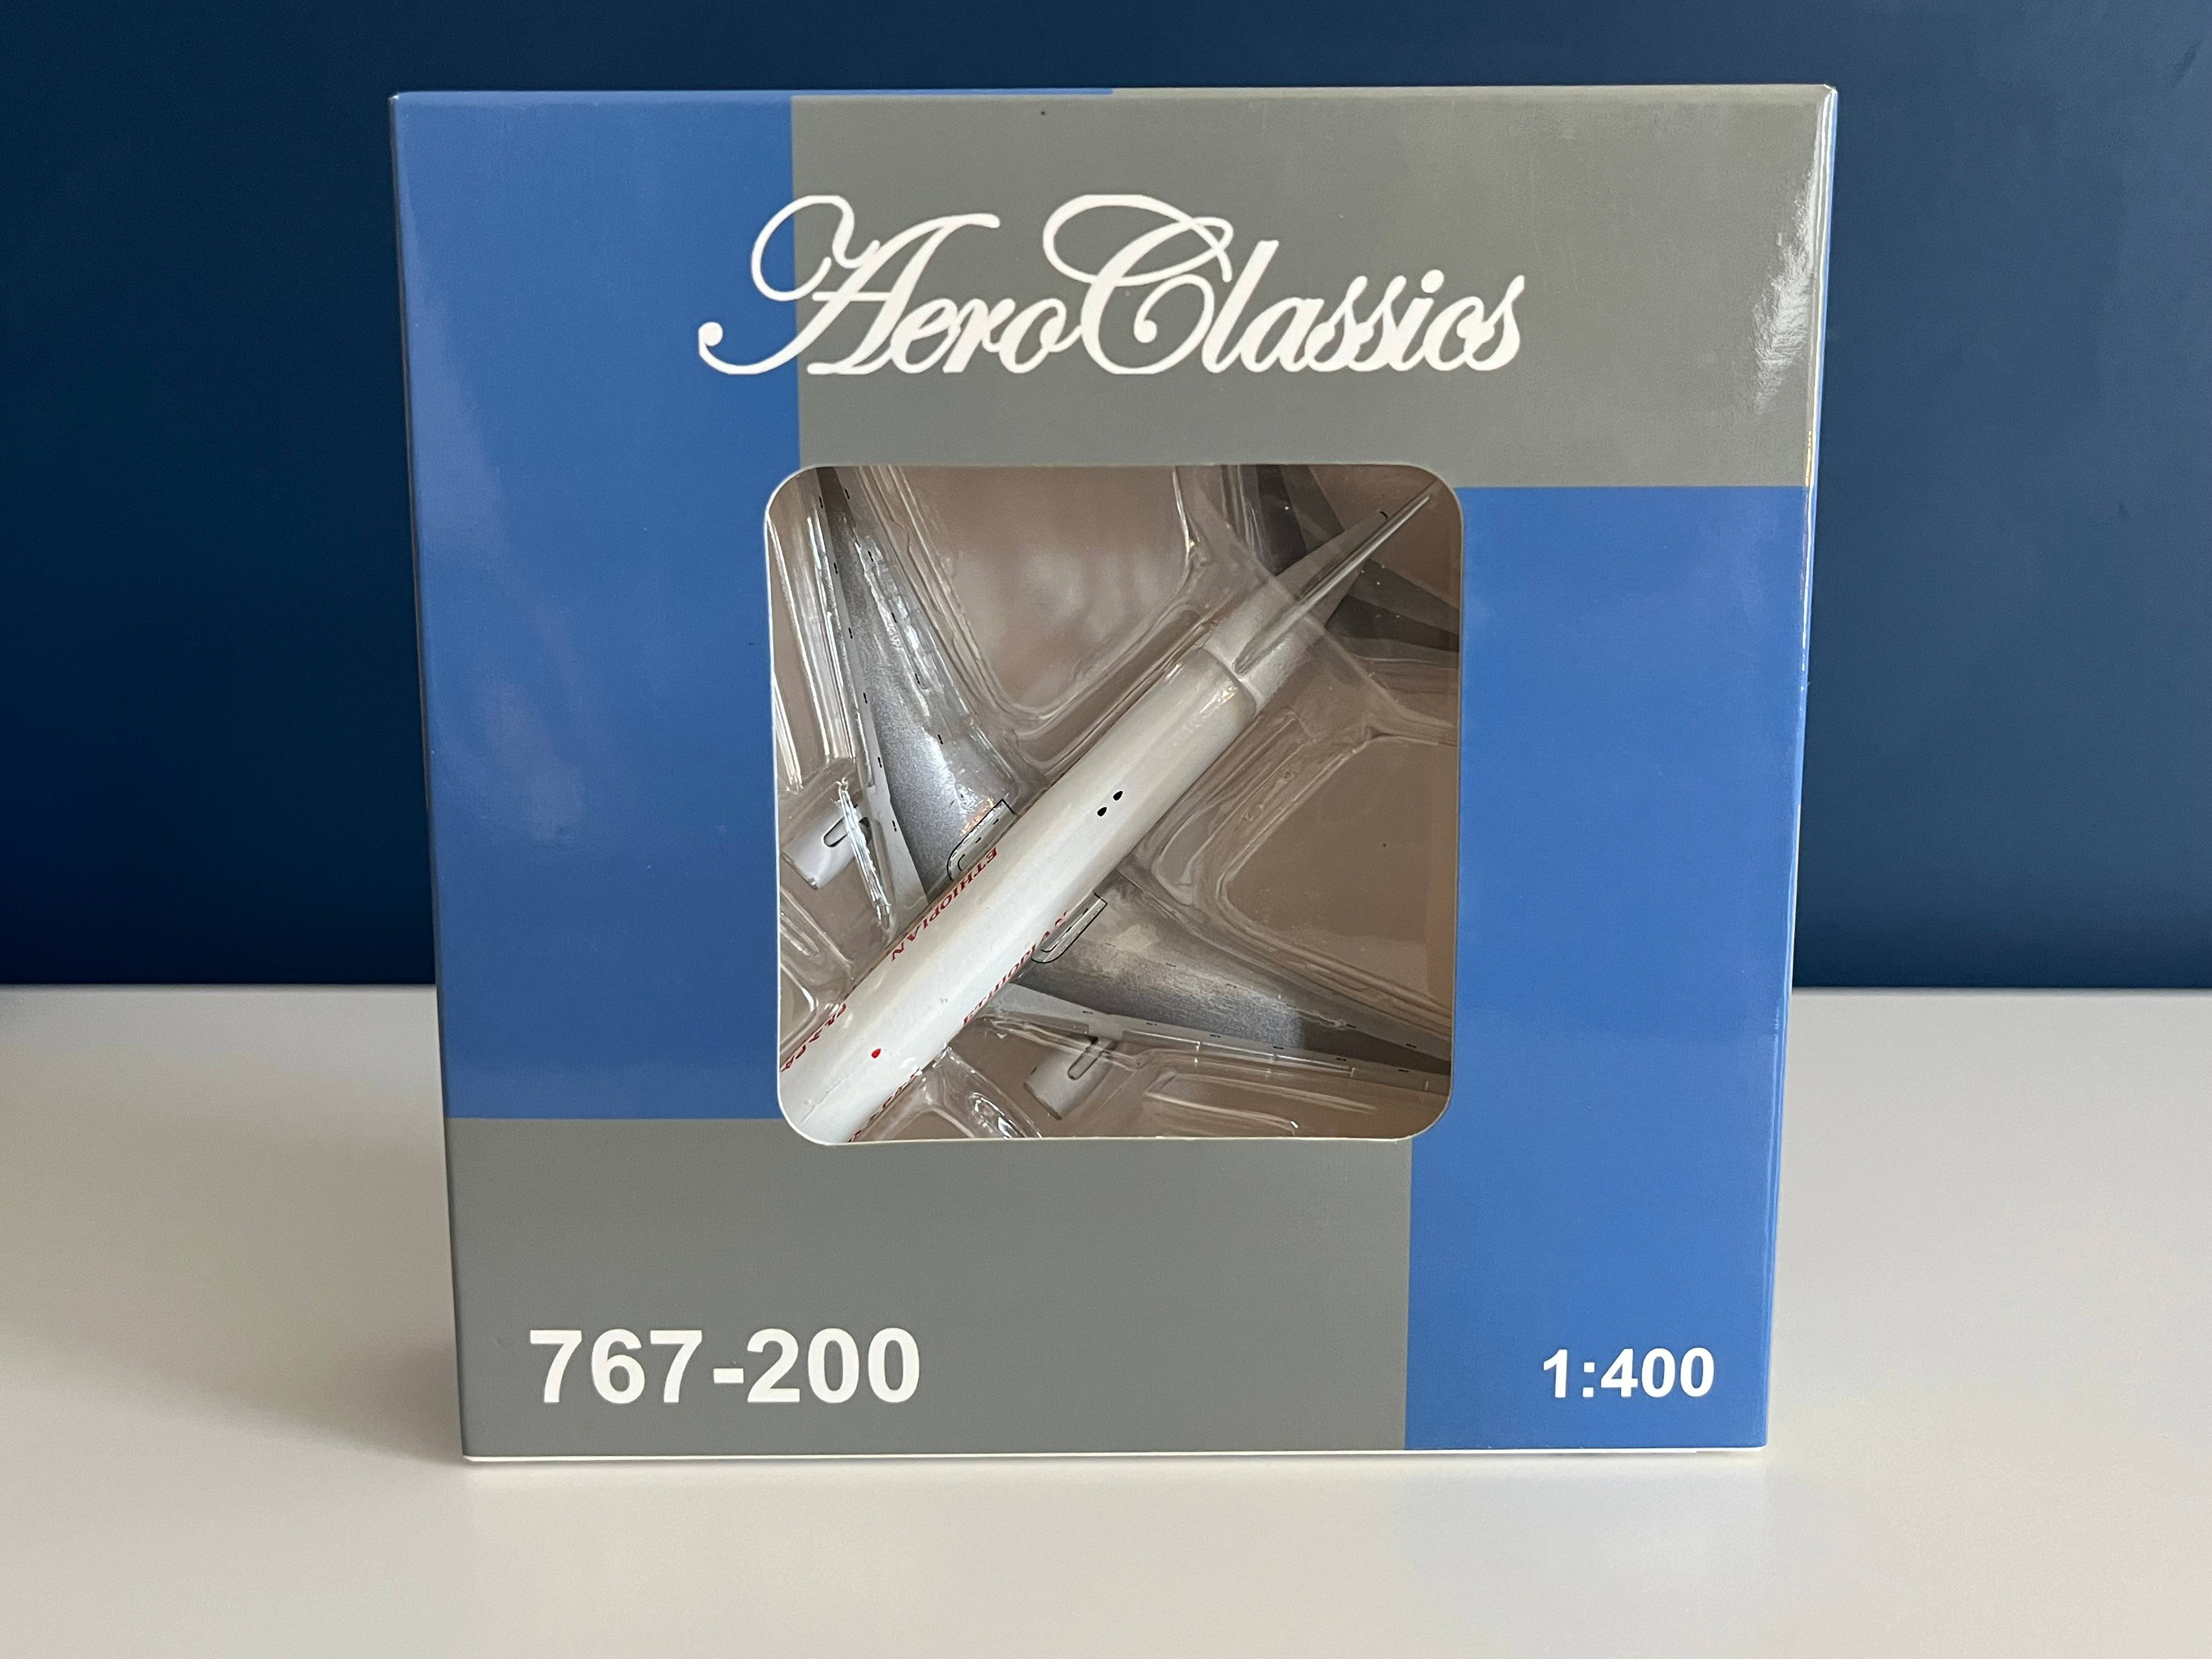 AeroClassics
ETHIOPIAN
767-200
1:400